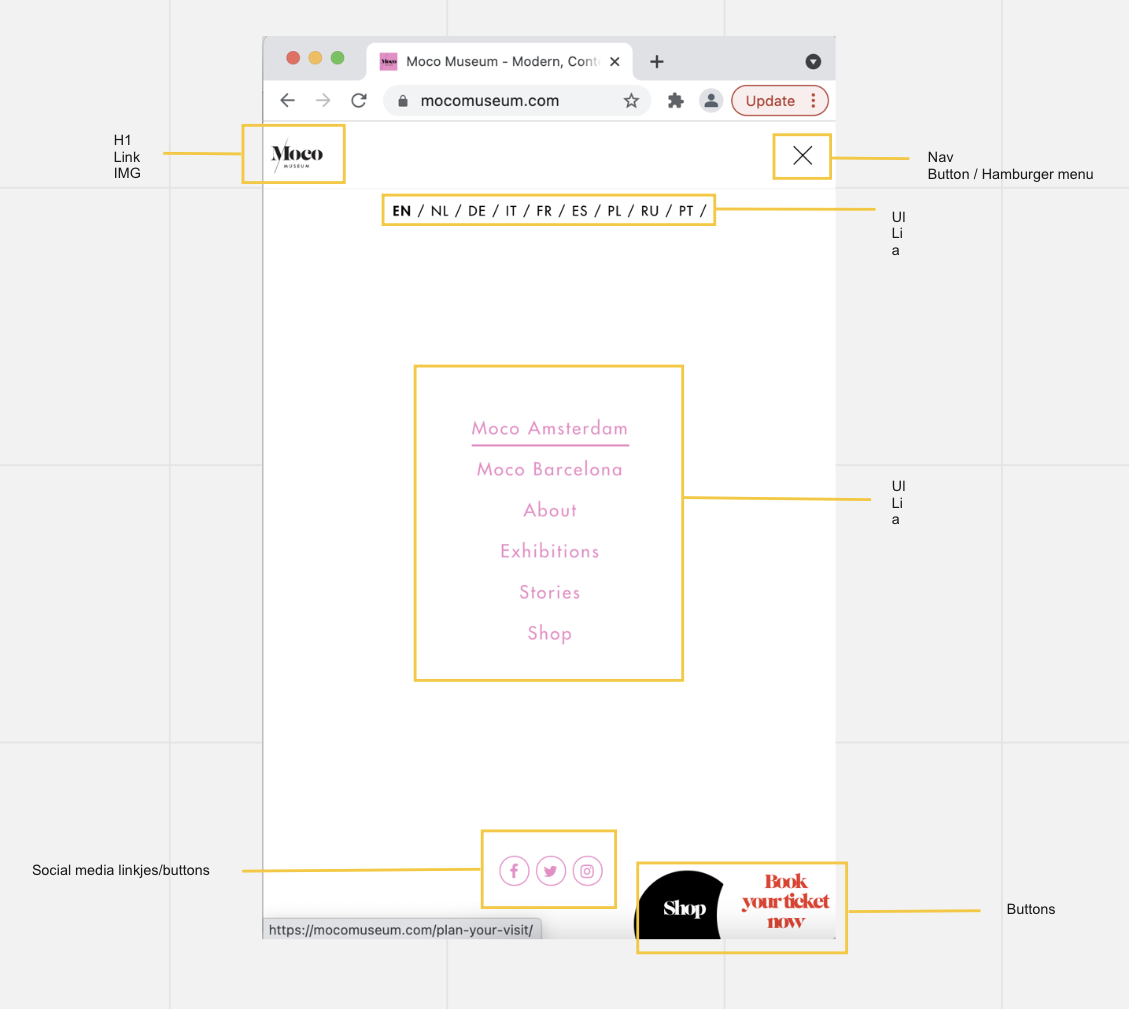 Moco Museum - Modern, Cont
mocomuseum.com
Update
H1
Link
IMG
Moco
MUSEUM
Nav
Button / Hamburger menu
EN / NL / DE / IT / FR / ES / PL / RU / PT /
Ul
Li
a
Moco Amsterdam
Moco Barcelona
About
Exhibitions
Stories
Shop
Ul
Li
a
Social media linkjes/buttons
Shop
Book
your ticket
now
Buttons
https://mocomuseum.com/plan-your-visit/